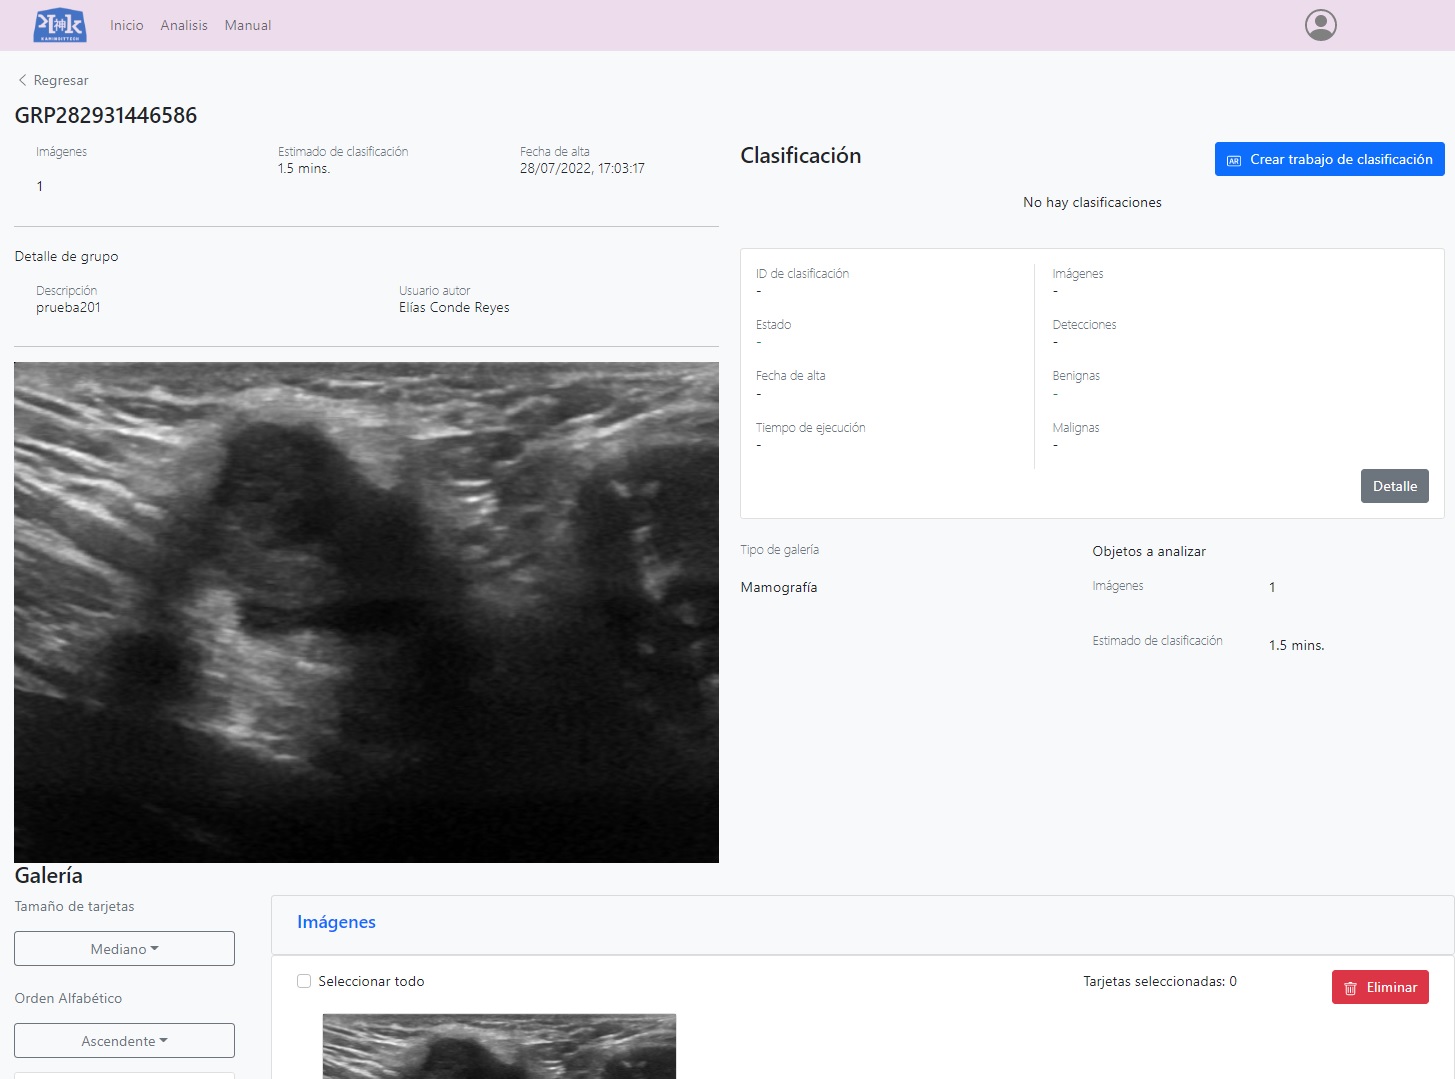 KAMINDITZEN
Inicio
Analisis
Manual
Regresar
GRP282931446586
Imágenes
1
Estimado de clasificación
1.5 mins.
Fecha de alta
28/07/2022, 17:03:17
Detalle de grupo
Descripción
prueba201
Usuario autor
Elías Conde Reyes
Clasificación
Crear trabajo de clasificación
No hay clasificaciones
ID de clasificación
-
Estado
-
Fecha de alta
-
Tiempo de ejecución
-
Imágenes
-
Detecciones
-
Benignas
-
Malignas
-
Detalle
Tipo de galería
Mamografía
Objetos a analizar
Imágenes
1
Estimado de clasificación
1.5 mins.
Galería
Tamaño de tarjetas
Mediano
Orden Alfabético
Ascendente
Imágenes
Seleccionar todo
Tarjetas seleccionadas: 0
Eliminar